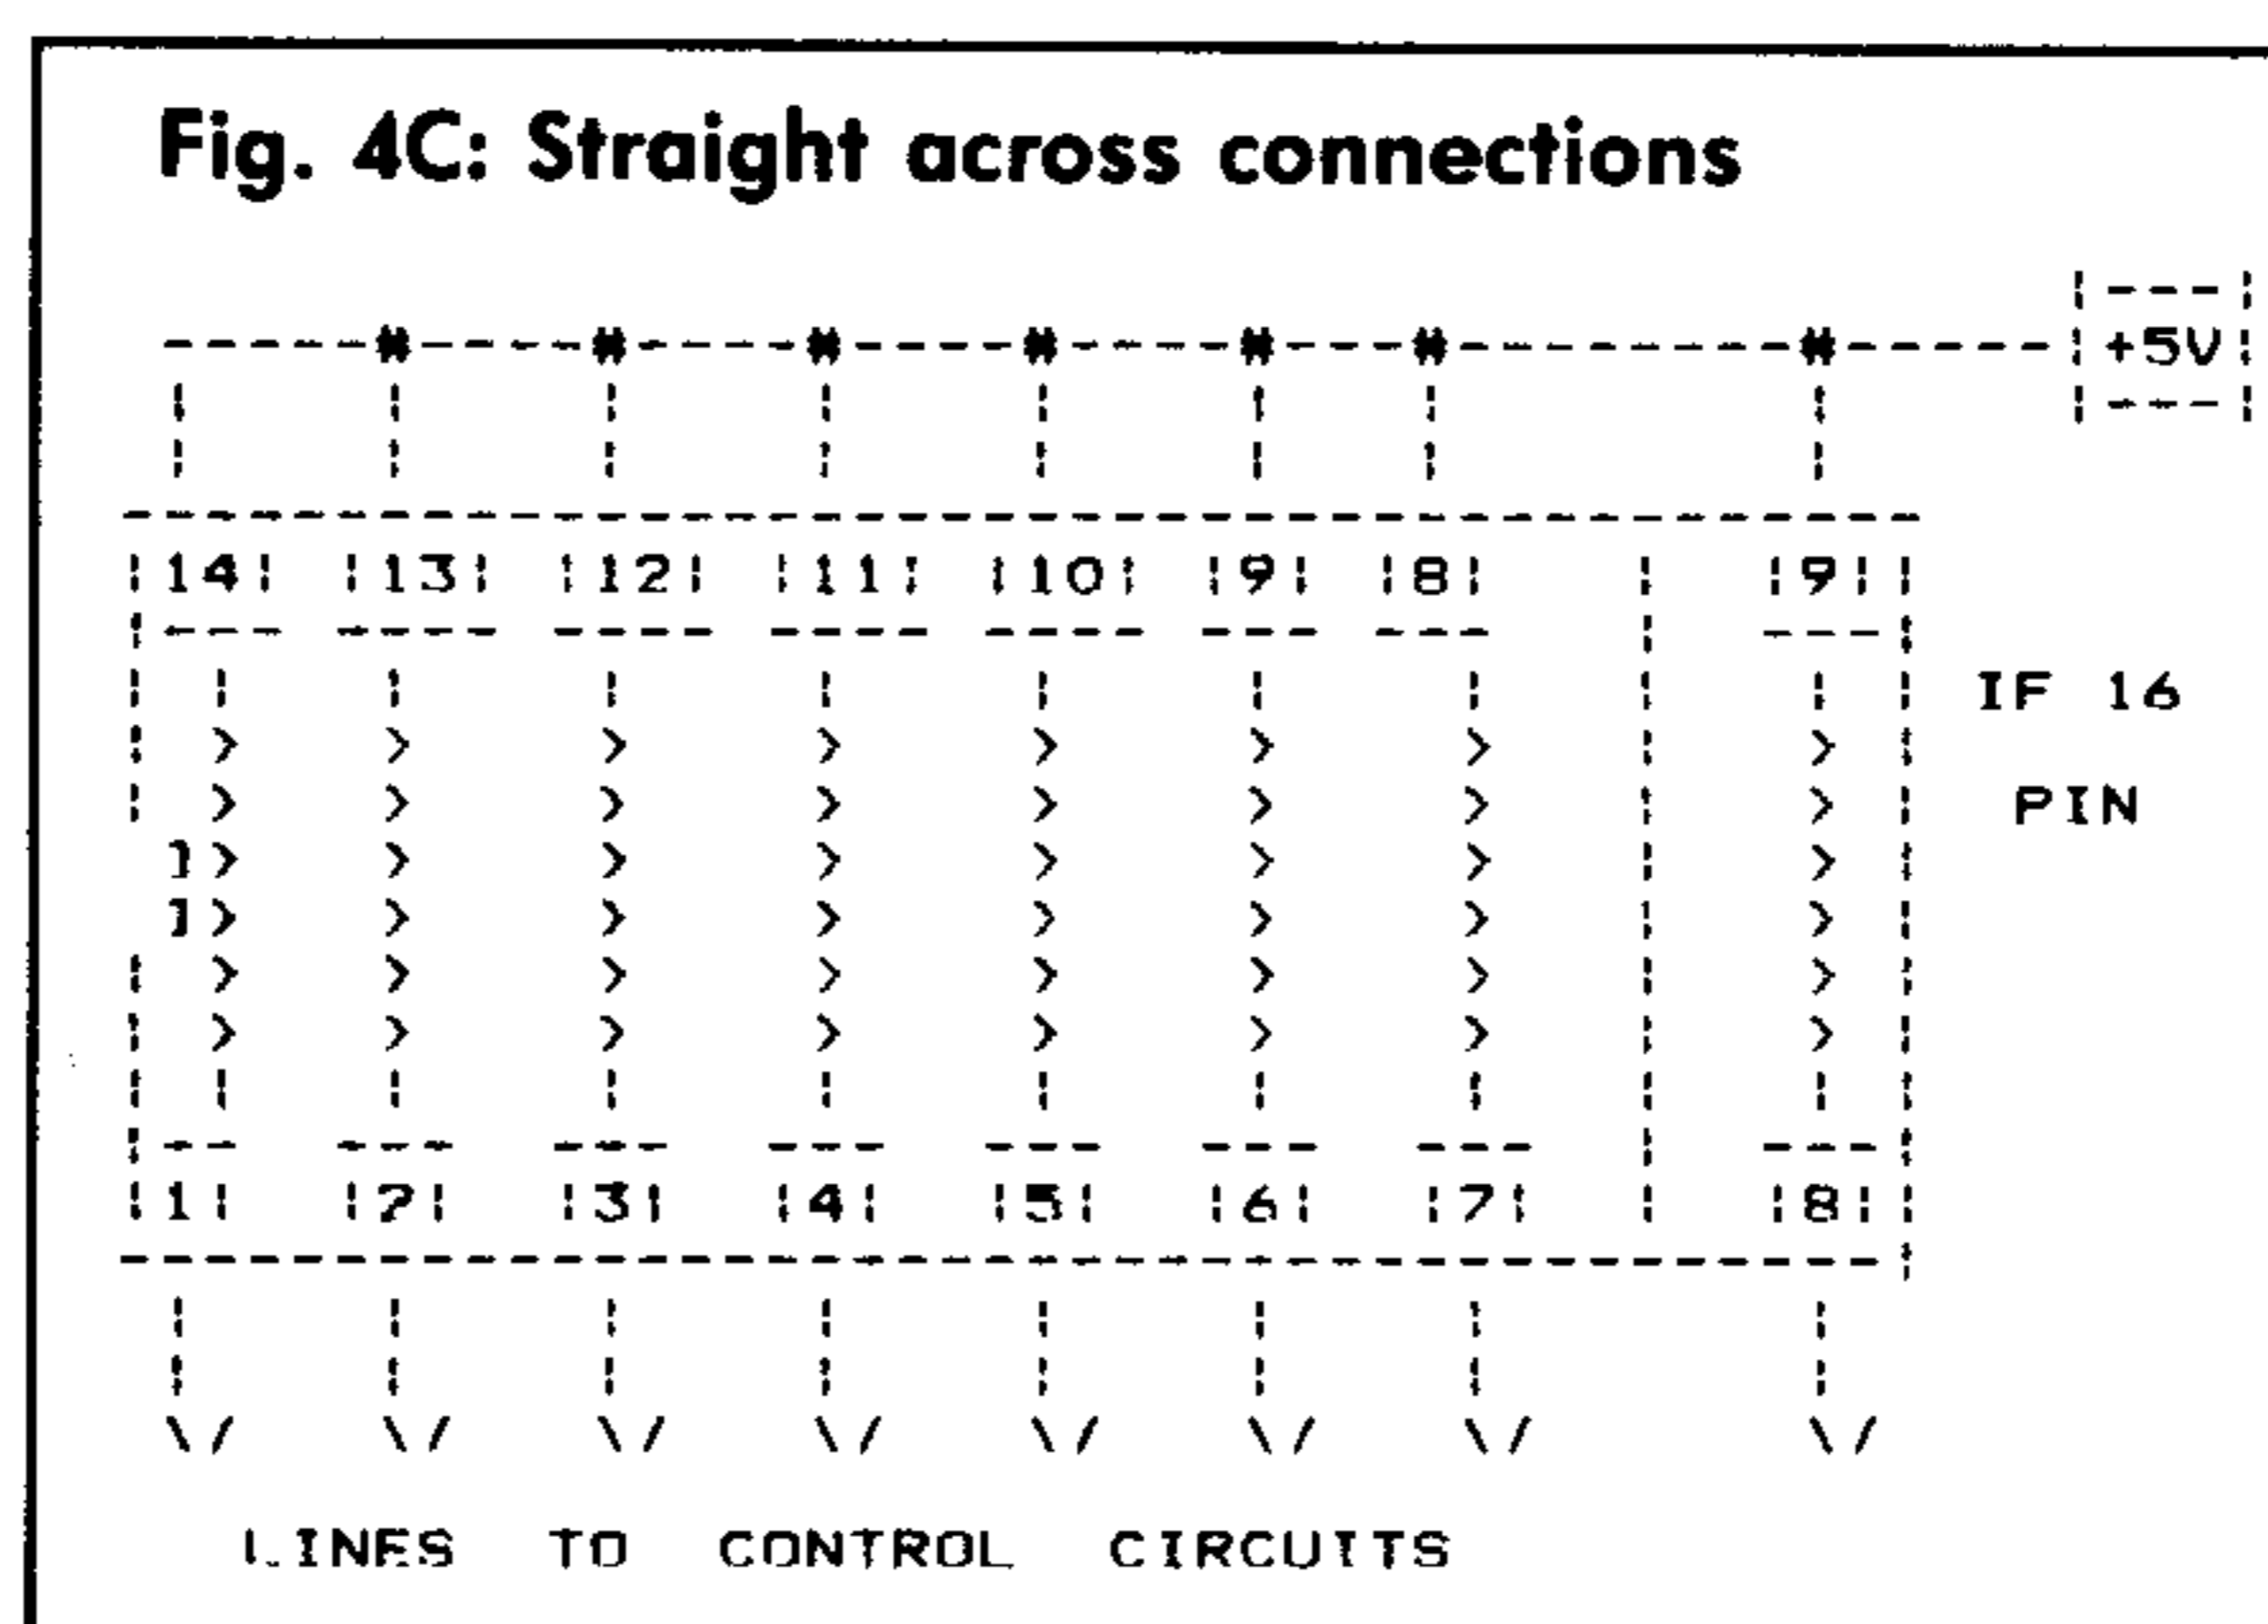 Fig. 4C: Straight across connections
+5V
14 13 12 11 10 9 8 9
IF 16
PIN
1 2 3 4 5 6 7 8
LINES TO CONTROL CIRCUITS